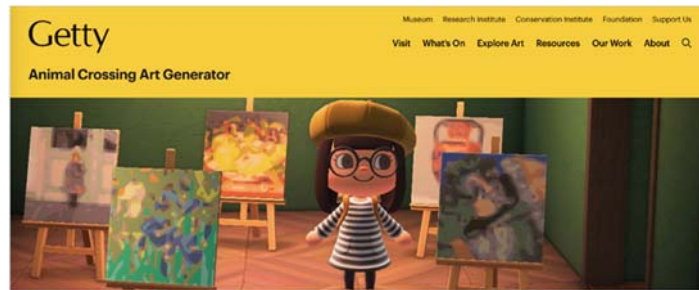 Museum Research Institute Conservation Institute Foundation Support Us
Getty
Visit What's On Explore Art Resources Our Work About
Animal Crossing Art Generator